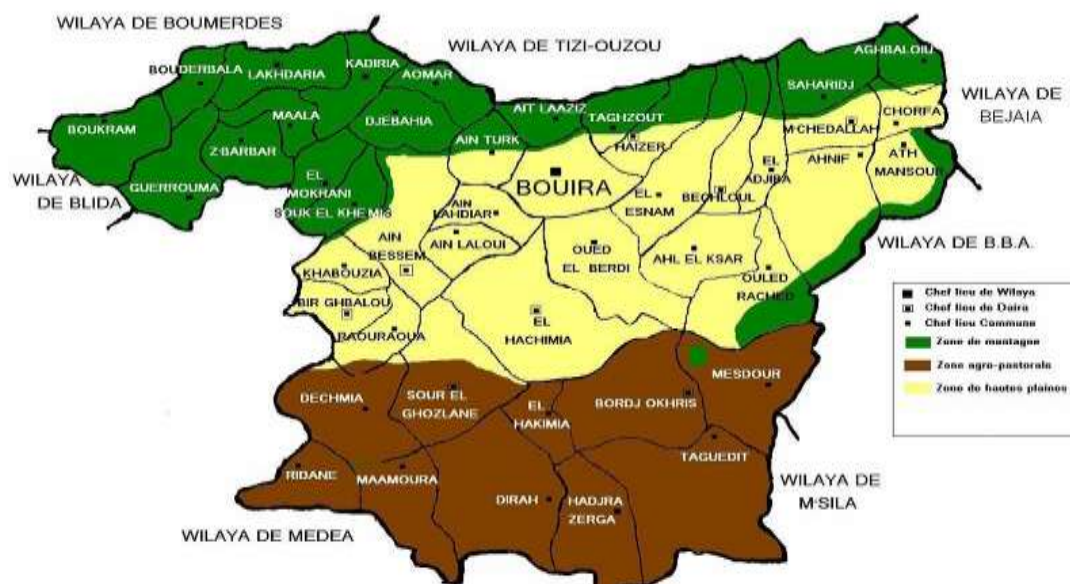 WILAYA DE BOUMERDES
WILAYA DE TIZI-OUZOU
AGHBALOIU
KADIRIA
BOUDERBALA
LAKHDARIA
AOMAR
SAHARIDJ
WILAYA DE
BEJAIA
AIT LAAZIZ
TAGHZOUT
CHORFA
BOUKRAM
MAALA
DJEBAHIA
M'CHEDALLAH
AIN TURK
HAIZER
Z'BARBAR
AHNIF
ATH
MANSOUR
EL
ADJIBA
WILAYA
DE BLIDA
GUERROUMA
EL
MOKRANI
BOUIRA
EL
ESNAM
BECHLOUL
SOUK EL KHEMIS
AIN
LAHDIAR
AIN
BESSEM
AIN LALOUI
OUED
EL BERDI
AHL EL KSAR
WILAYA DE B.B.A.
KHABOUZIA
OULED
RACHED
BIR GHBALOU
RAOURAOUA
EL
HACHIMIA
Chef lieu de Wilaya
Chef lieu de Daira
Chef lieu Commune
Zone de montagne
Zone agro-pastorale
Zone de hautes plaines
MESDOUR
DECHMIA
SOUR EL
GHOZLANE
EL
HAKIMIA
BORDJ OKHRIS
TAGUEDIT
RIDANE
MAAMOURA
DIRAH
HADJRA
ZERGA
WILAYA DE
M'SILA
WILAYA DE MEDEA